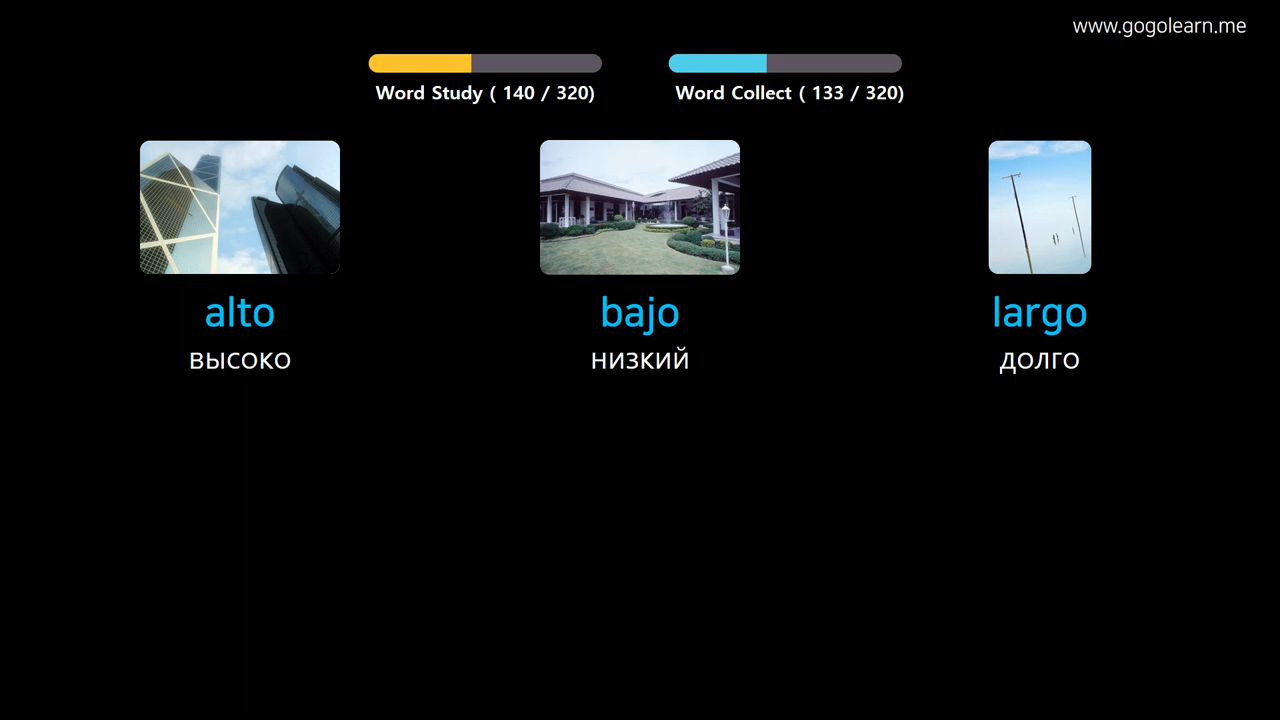 www.gogolearn.me
Word Study ( 140 / 320)
Word Collect ( 133 / 320)
alto
bajo
largo
ВЫСОКО
НИЗКИЙ
ДОЛГО